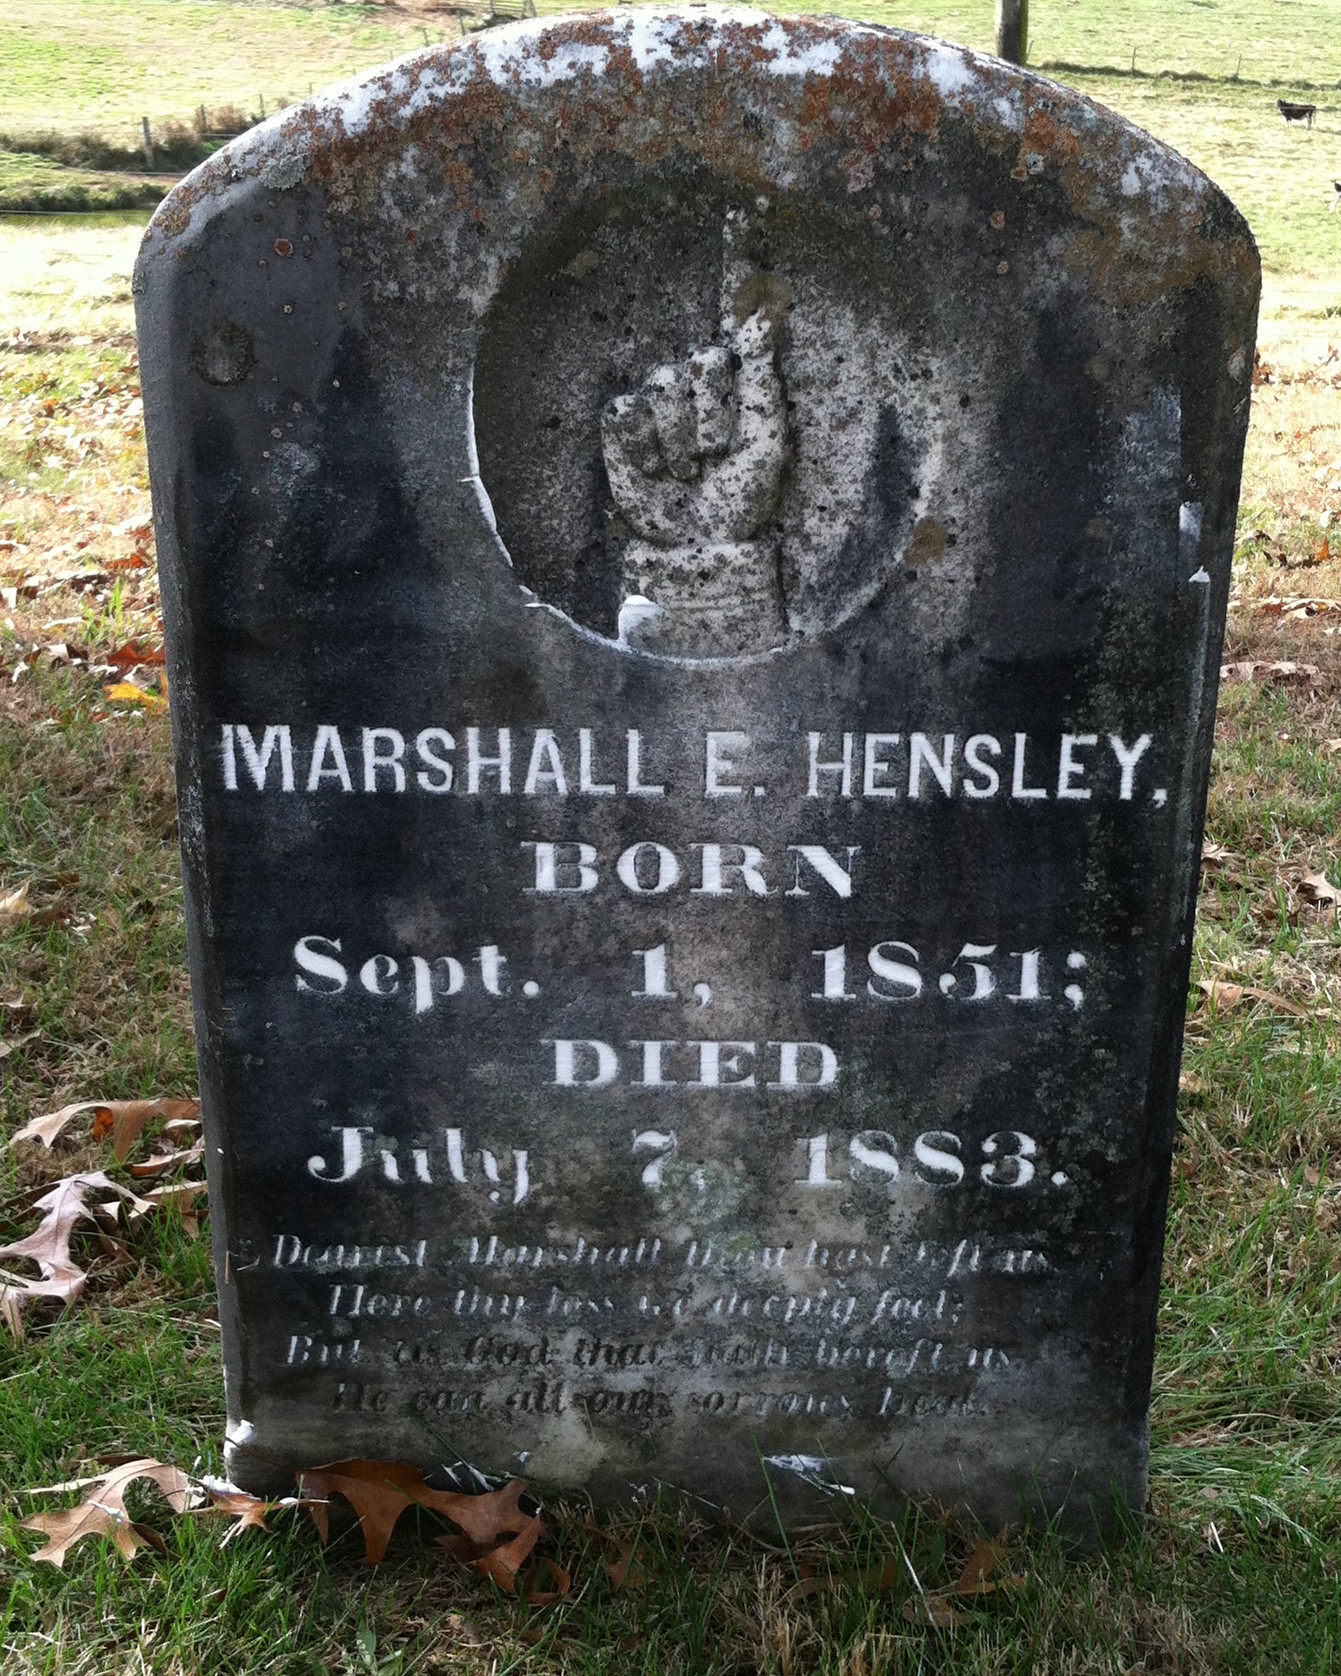 MARSHALL E. HENSLEY,
BORN
Sept. 1, 1851;
DIED
July 7, 1883.
Dearest Marshall thou hast left us
Here thy loss we deeply feel;
But tis God that hath bereft us
He can all our sorrows heal.